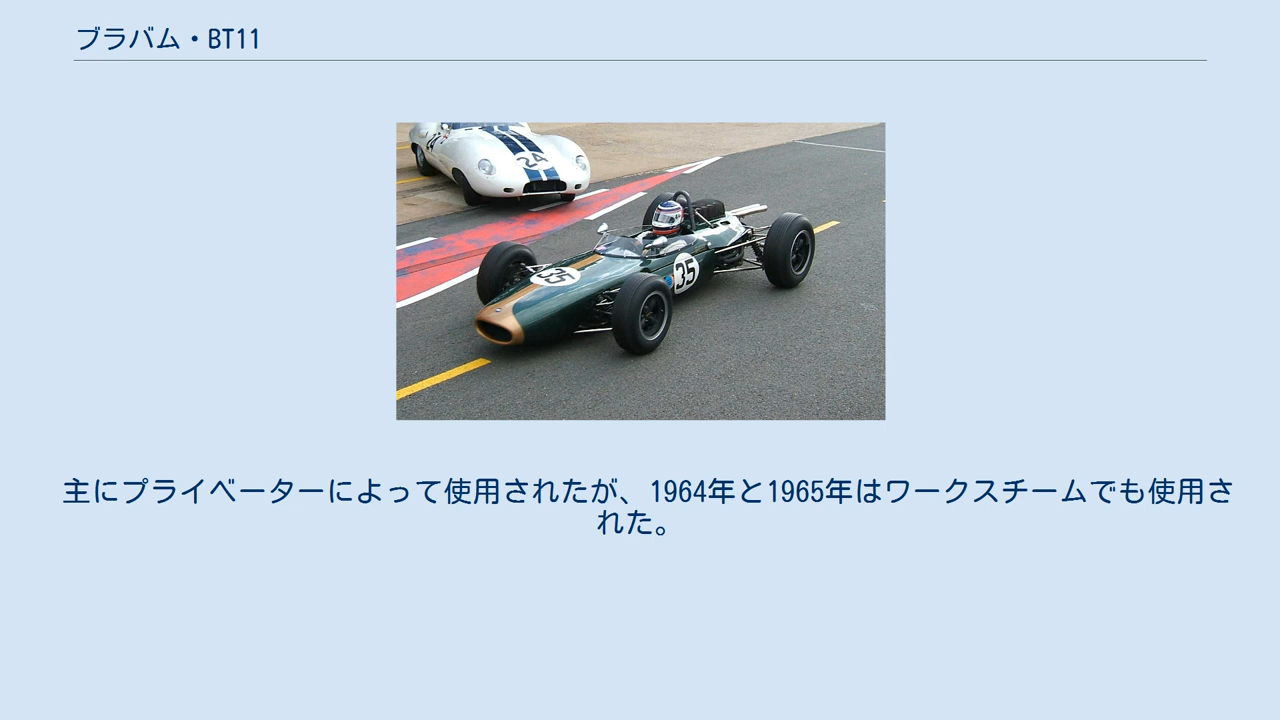 ブラバム・BT11
24
35
35
主にプライベーターによって使用されたが、1964年と1965年はワークスチームでも使用さ
れた。